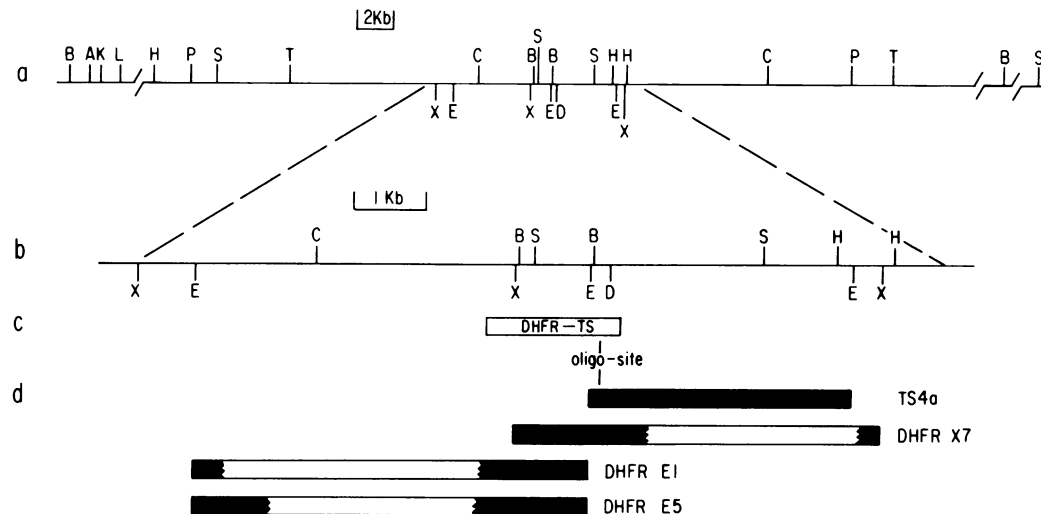 2Kb
S
B A K L H P S T C B B S H H C P T B S
a
X E X E D E
X
1 Kb
b
C B S B S H H
X E X E D E X
c
DHFR-TS
oligo-site
d
TS4a
DHFR X7
DHFR E1
DHFR E5